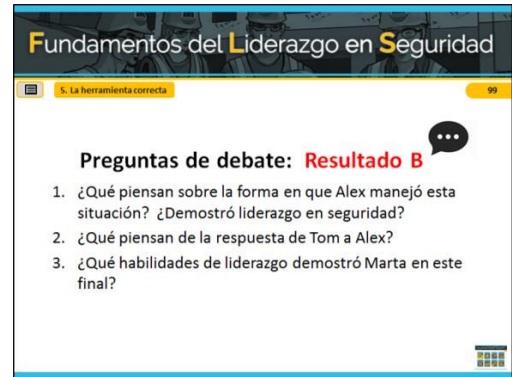 Fundamentos del Liderazgo en Seguridad
5. La herramienta correcta
99
Preguntas de debate: Resultado B
1. ¿Qué piensan sobre la forma en que Alex manejó esta
situación? ¿Demostró liderazgo en seguridad?
2. ¿Qué piensan de la respuesta de Tom a Alex?
3. ¿Qué habilidades de liderazgo demostró Marta en este
final?